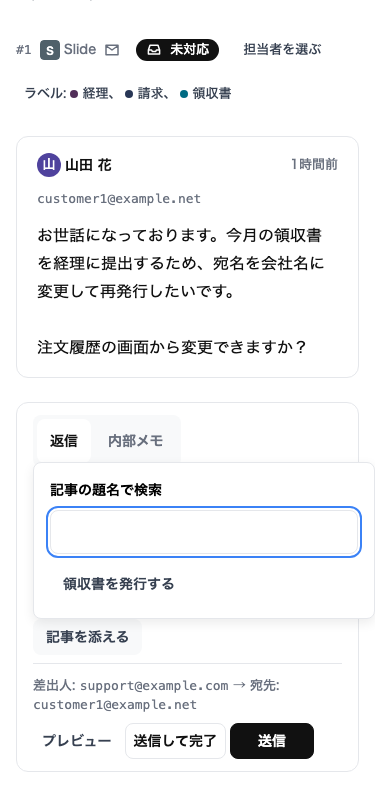 #1 S Slide 未対応 担当者を選ぶ
ラベル: 経理、 請求、 領収書
山 山田 花 1時間前
customer1@example.net
お世話になっております。今月の領収書
を経理に提出するため、宛名を会社名に
変更して再発行したいです。
注文履歴の画面から変更できますか？
返信 内部メモ
記事の題名で検索
領収書を発行する
記事を添える
差出人: support@example.com → 宛先:
customer1@example.net
プレビュー 送信して完了 送信